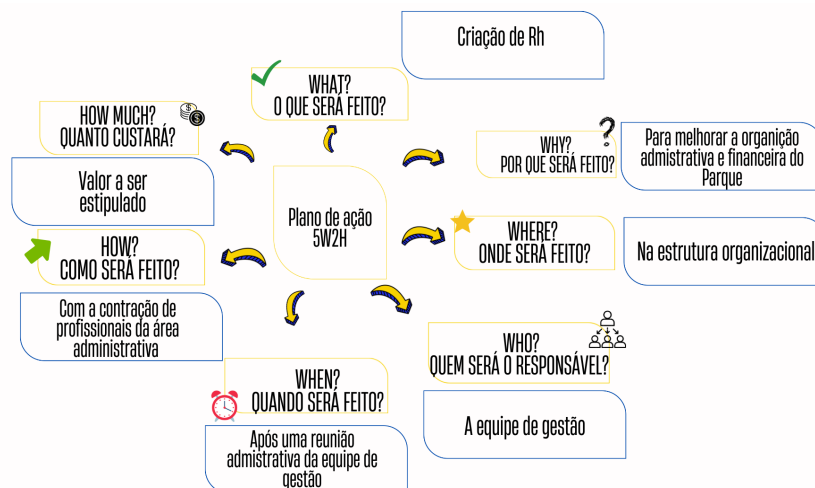 Criação de Rh
WHAT?
O QUE SERÁ FEITO?
HOW MUCH?
QUANTO CUSTARÁ?
Valor a ser
estipulado
WHY?
POR QUE SERÁ FEITO?
Para melhorar a organição
admistrativa e financeira do
Parque
Plano de ação
5W2H
WHERE?
ONDE SERÁ FEITO?
Na estrutura organizacional
HOW?
COMO SERÁ FEITO?
Com a contração de
profissionais da área
administrativa
WHO?
QUEM SERÁ O RESPONSÁVEL?
A equipe de gestão
WHEN?
QUANDO SERÁ FEITO?
Após uma reunião
admistrativa da equipe de
gestão